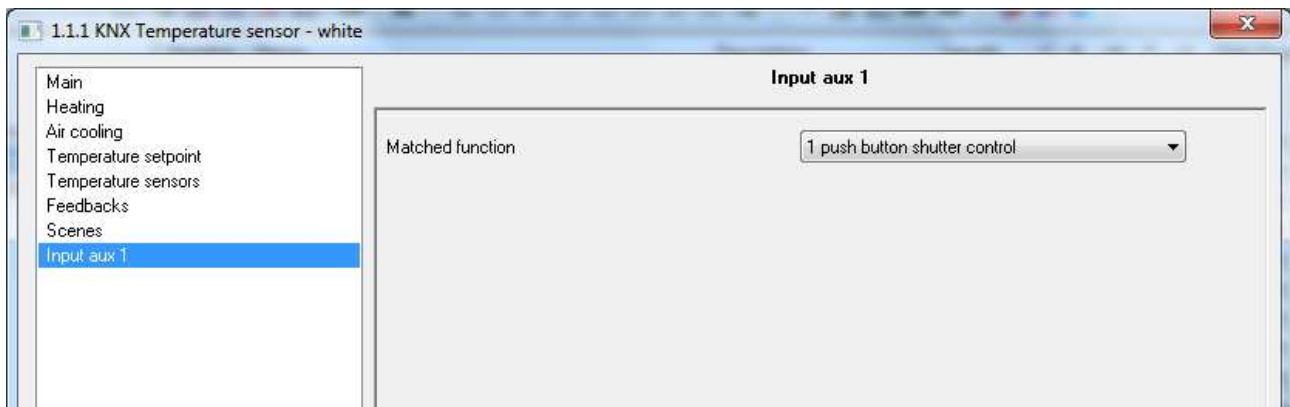 1.1.1 KNX Temperature sensor - white
Main
Heating
Air cooling
Temperature setpoint
Temperature sensors
Feedbacks
Scenes
Input aux 1
Input aux 1
Matched function
1 push button shutter control